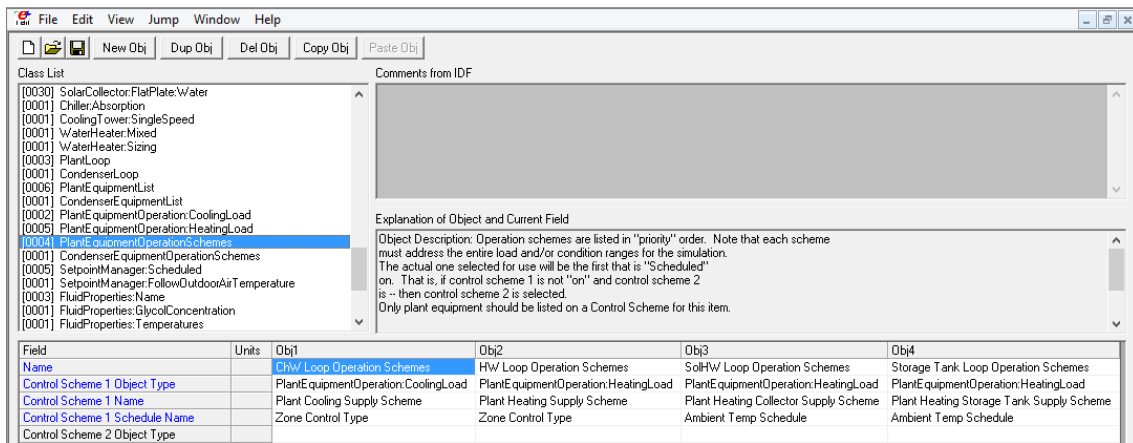 File Edit View Jump Window Help
New Obj Dup Obj Del Obj Copy Obj Paste Obj
Class List
Comments from IDF
[0030] SolarCollector:FlatPlate:Water
[0001] Chiller:Absorption
[0001] CoolingTower:SingleSpeed
[0001] WaterHeater:Mixed
[0001] WaterHeater:Sizing
[0003] PlantLoop
[0001] CondenserLoop
[0006] PlantEquipmentList
[0001] CondenserEquipmentList
[0002] PlantEquipmentOperation:CoolingLoad
[0005] PlantEquipmentOperation:HeatingLoad
[0004] PlantEquipmentOperationSchemes
[0001] CondenserEquipmentOperationSchemes
[0005] SetpointManager:Scheduled
[0001] SetpointManager:FollowOutdoorAirTemperature
[0003] FluidProperties:Name
[0001] FluidProperties:GlycolConcentration
[0001] FluidProperties:Temperatures
Explanation of Object and Current Field
Object Description: Operation schemes are listed in "priority" order. Note that each scheme
must address the entire load and/or condition ranges for the simulation.
The actual one selected for use will be the first that is "Scheduled"
on. That is, if control scheme 1 is not "on" and control scheme 2
is -- then control scheme 2 is selected.
Only plant equipment should be listed on a Control Scheme for this item.
Field Units Obj1 Obj2 Obj3 Obj4
Name ChW Loop Operation Schemes HW Loop Operation Schemes SolHW Loop Operation Schemes Storage Tank Loop Operation Schemes
Control Scheme 1 Object Type PlantEquipmentOperation:CoolingLoad PlantEquipmentOperation:HeatingLoad PlantEquipmentOperation:HeatingLoad PlantEquipmentOperation:HeatingLoad
Control Scheme 1 Name Plant Cooling Supply Scheme Plant Heating Supply Scheme Plant Heating Collector Supply Scheme Plant Heating Storage Tank Supply Scheme
Control Scheme 1 Schedule Name Zone Control Type Zone Control Type Ambient Temp Schedule Ambient Temp Schedule
Control Scheme 2 Object Type